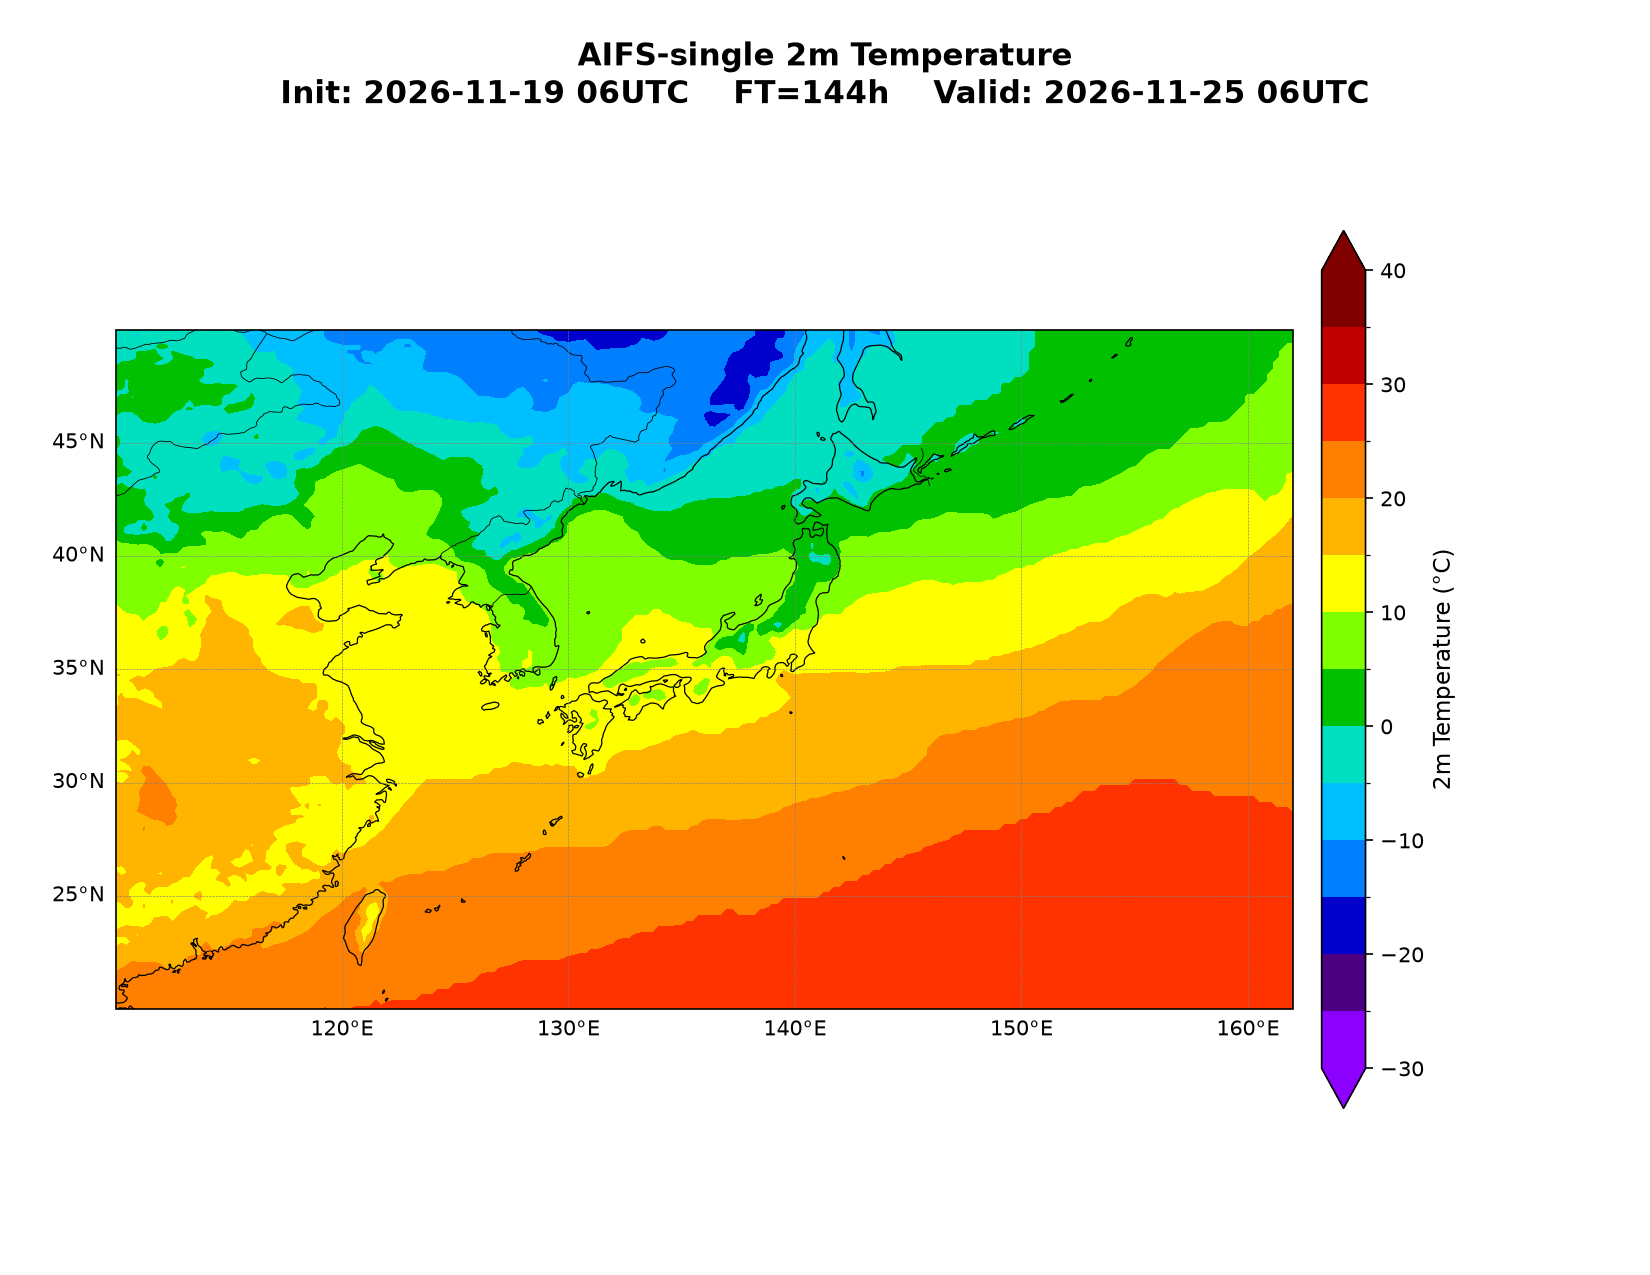 AIFS-single 2m Temperature
Init: 2026-11-19 06UTC    FT=144h    Valid: 2026-11-25 06UTC
45°N
40°N
35°N
30°N
25°N
120°E
130°E
140°E
150°E
160°E
40
30
20
10
0
−10
−20
−30
2m Temperature (°C)